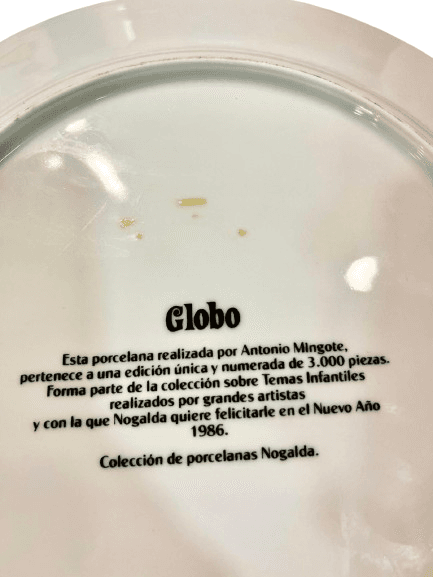 Globo
Esta porcelana realizada por Antonio Mingote,
pertenece a una edición única y numerada de 3.000 piezas.
Forma parte de la colección sobre Temas Infantiles
realizados por grandes artistas
y con la que Nogalda quiere felicitarle en el Nuevo Año
1986.
Colección de porcelanas Nogalda.